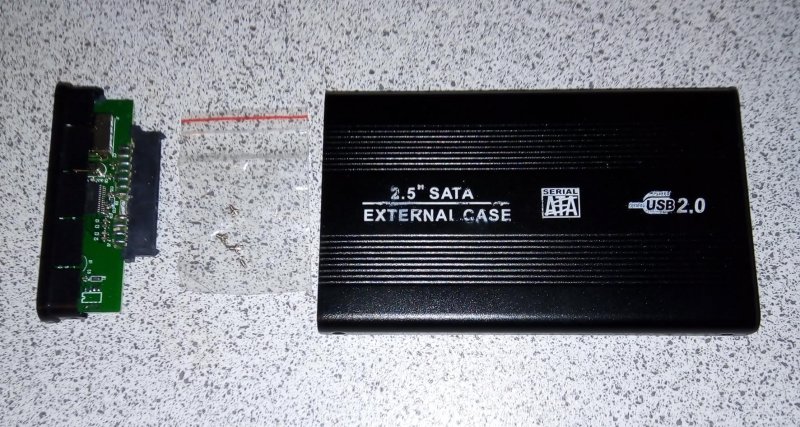 2.5" SATA
EXTERNAL CASE
SERIAL
ATA
USB 2.0